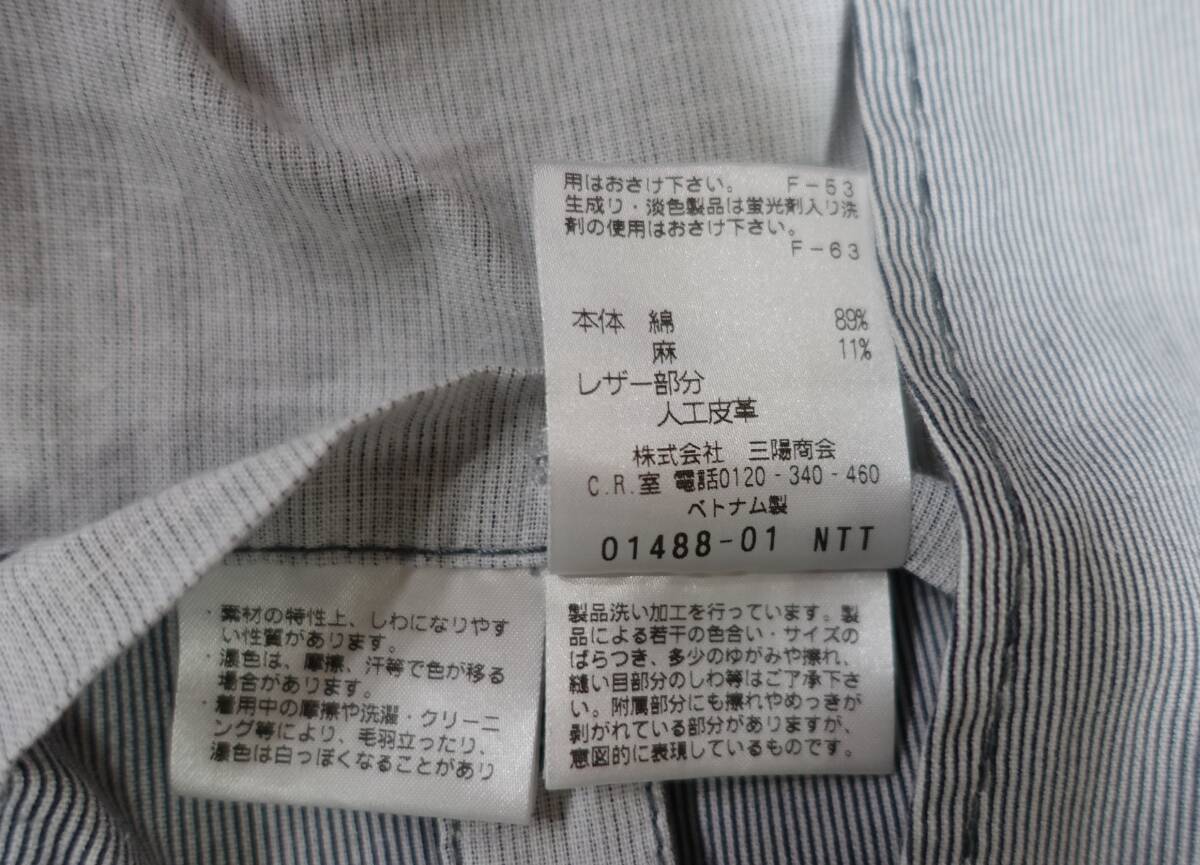 用はおさけ下さい。 F-53
生成り・淡色製品は蛍光剤入り洗
剤の使用はおさけ下さい。
F-63
本体 綿 89%
麻 11%
レザー部分
人工皮革
株式会社 三陽商会
C.R.室 電話0120-340-460
ベトナム製
01488-01 NTT
・素材の特性上、しわになりやす
い性質があります。
・濃色は、摩擦、汗等で色が移る
場合があります。
・着用中の摩擦や洗濯・クリーニ
ング等により、毛羽立ったり、
濃色は白っぽくなることがあり
製品洗い加工を行っています。製
品による若干の色合い・サイズの
ばらつき、多少のゆがみや擦れ、
縫い目部分のしわ等はご了承下さ
い。附属部分にも擦れやめっきが
剥がれている部分がありますが、
意図的に表現しているものです。